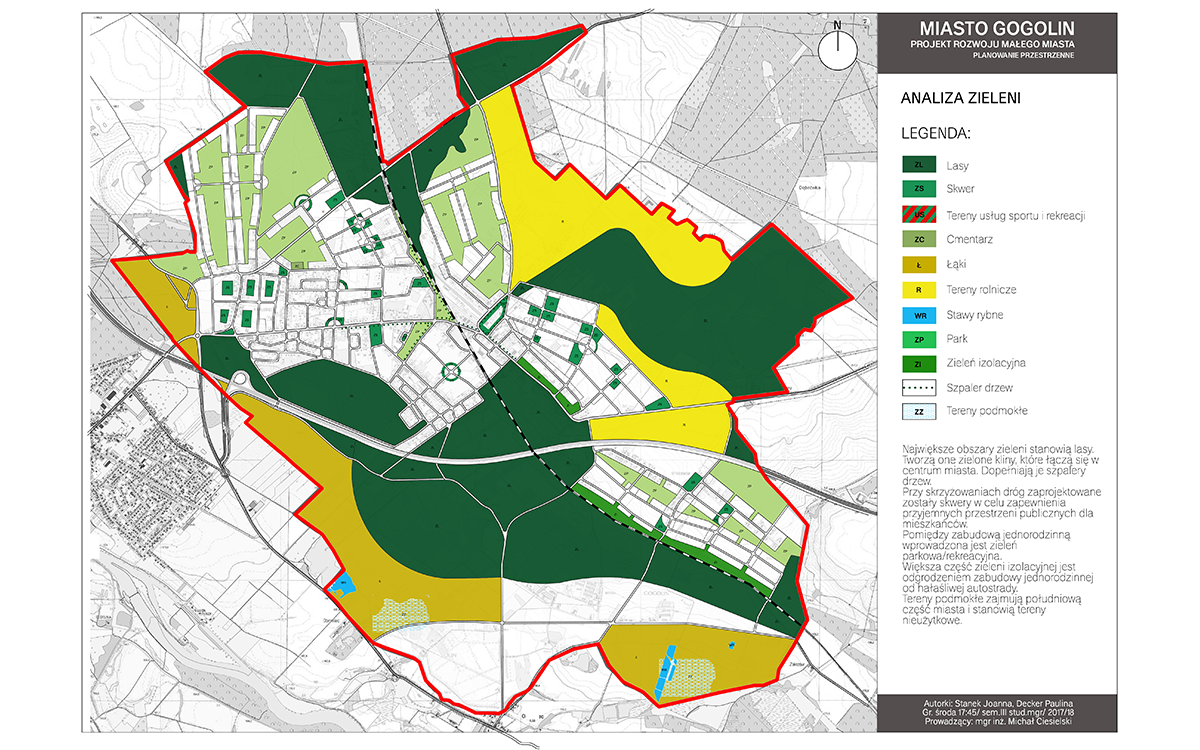 MIASTO GOGOLIN
PROJEKT ROZWOJU MAŁEGO MIASTA
PLANOWANIE PRZESTRZENNE
N
ANALIZA ZIELENI
LEGENDA:
ZL Lasy
ZS Skwer
US Tereny usług sportu i rekreacji
ZC Cmentarz
Ł Łąki
R Tereny rolnicze
WR Stawy rybne
ZP Park
ZI Zieleń izolacyjna
Szpaler drzew
ZZ Tereny podmokłe
Największe obszary zieleni stanowią lasy.
Tworzą one zielone kliny, które łączą się w
centrum miasta. Dopełniają je szpalery
drzew.
Przy skrzyżowaniach dróg zaprojektowane
zostały skwery w celu zapewnienia
przyjemnych przestrzeni publicznych dla
mieszkańców.
Pomiędzy zabudową jednorodzinną
wprowadzona jest zieleń
parkowa/rekreacyjna.
Większa część zieleni izolacyjnej jest
odgrodzeniem zabudowy jednorodzinnej
od hałaśliwej autostrady.
Tereny podmokłe zajmują południową
część miasta i stanowią tereny
nieużytkowe.
Autorki: Stanek Joanna, Decker Paulina
Gr. środa 17:45/ sem.III stud.mgr/ 2017/18
Prowadzący: mgr inż. Michał Ciesielski